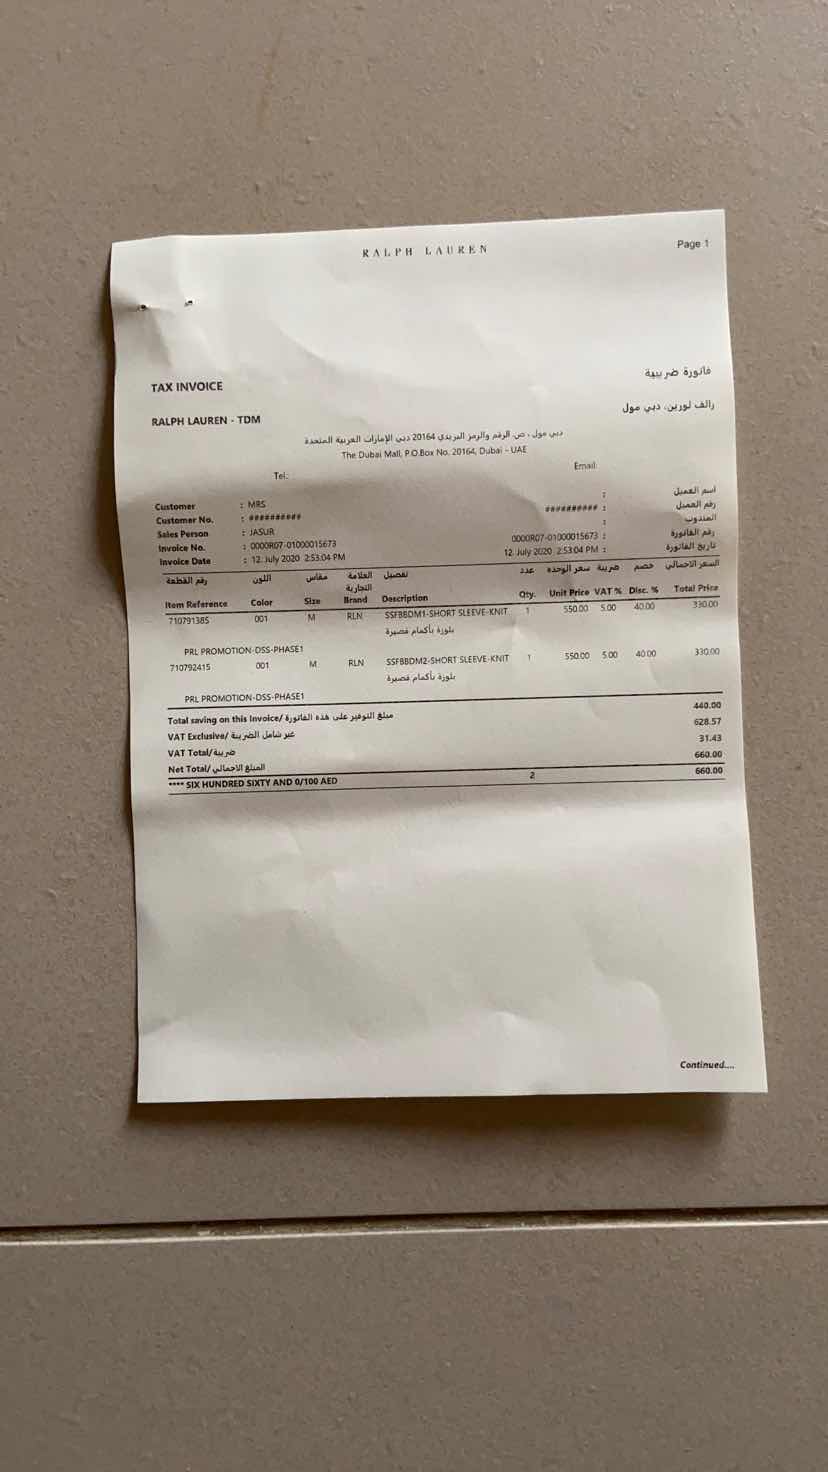 RALPH LAUREN
Page 1
TAX INVOICE
فاتورة ضريبية
RALPH LAUREN - TDM
رالف لورين، دبي مول
دبي مول ، ص. الرقم والرمز البريدي 20164 دبي الإمارات العربية المتحدة
The Dubai Mall, P.O.Box No. 20164, Dubai - UAE
Tel.: Email:
Customer : MRS : اسم العميل
Customer No. : ########## ########## : رقم العميل
Sales Person : JASUR : المندوب
Invoice No. : 0000R07-01000015673 0000R07-01000015673 : رقم الفاتورة
Invoice Date : 12. July 2020 2:53:04 PM 12. July 2020 2:53:04 PM : تاريخ الفاتورة
رقم القطعة اللون مقاس العلامة التجارية تفصيل عدد سعر الوحده ضريبة خصم السعر الاجمالي
Item Reference Color Size Brand Description Qty. Unit Price VAT % Disc. % Total Price
710791385 001 M RLN SSFBBDM1-SHORT SLEEVE-KNIT 1 550.00 5.00 40.00 330.00
بلوزة بأكمام قصيرة
PRL PROMOTION-DSS-PHASE1
710792415 001 M RLN SSFBBDM2-SHORT SLEEVE-KNIT 1 550.00 5.00 40.00 330.00
بلوزة بأكمام قصيرة
PRL PROMOTION-DSS-PHASE1
Total saving on this Invoice/ مبلغ التوفير على هذه الفاتورة 440.00
VAT Exclusive/ غير شامل الضريبة 628.57
VAT Total/ضريبة 31.43
Net Total/ المبلغ الاجمالي 660.00
**** SIX HUNDRED SIXTY AND 0/100 AED 2 660.00
Continued....